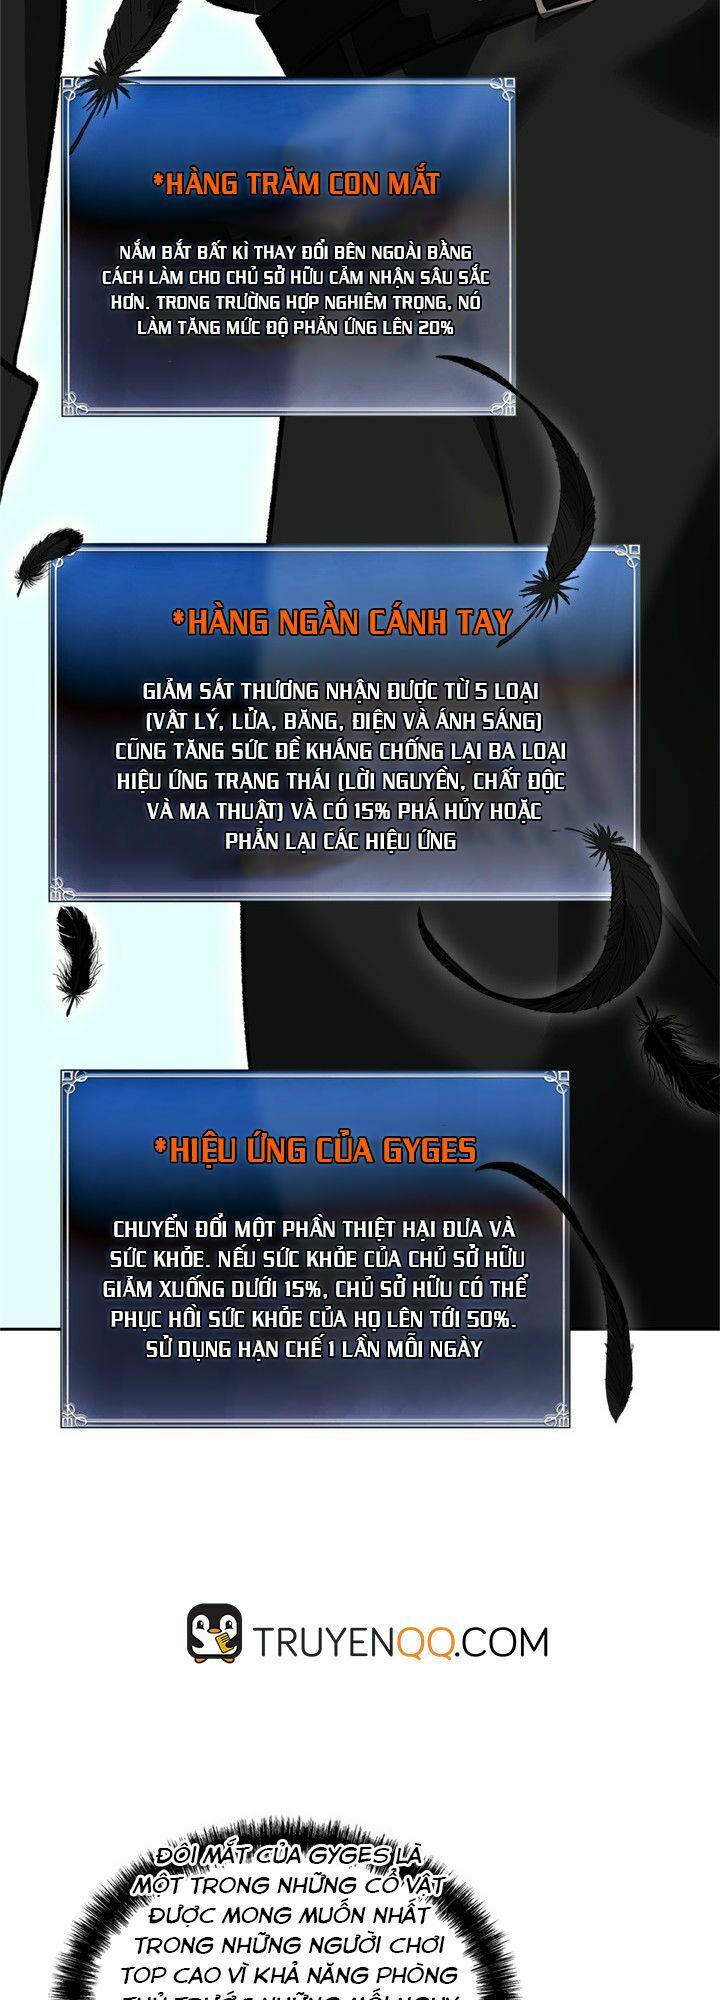 *HÀNG TRĂM CON MẮT
NẮM BẮT BẤT KÌ THAY ĐỔI BÊN NGOÀI BẰNG
CÁCH LÀM CHO CHỦ SỞ HỮU CẢM NHẬN SÂU SẮC
HƠN. TRONG TRƯỜNG HỢP NGHIÊM TRỌNG, NÓ
LÀM TĂNG MỨC ĐỘ PHẢN ỨNG LÊN 20%
*HÀNG NGÀN CÁNH TAY
GIẢM SÁT THƯƠNG NHẬN ĐƯỢC TỪ 5 LOẠI
(VẬT LÝ, LỬA, BĂNG, ĐIỆN VÀ ÁNH SÁNG)
CŨNG TĂNG SỨC ĐỀ KHÁNG CHỐNG LẠI BA LOẠI
HIỆU ỨNG TRẠNG THÁI (LỜI NGUYỀN, CHẤT ĐỘC
VÀ MA THUẬT) VÀ CÓ 15% PHÁ HỦY HOẶC
PHẢN LẠI CÁC HIỆU ỨNG
*HIỆU ỨNG CỦA GYGES
CHUYỂN ĐỔI MỘT PHẦN THIỆT HẠI ĐƯA VÀ
SỨC KHỎE. NẾU SỨC KHỎE CỦA CHỦ SỞ HỮU
GIẢM XUỐNG DƯỚI 15%, CHỦ SỞ HỮU CÓ THỂ
PHỤC HỒI SỨC KHỎE CỦA HỌ LÊN TỚI 50%.
SỬ DỤNG HẠN CHẾ 1 LẦN MỖI NGÀY
TRUYENQQ.COM
ĐÔI MẮT CỦA GYGES LÀ
MỘT TRONG NHỮNG CỔ VẬT
ĐƯỢC MONG MUỐN NHẤT
TRONG NHỮNG NGƯỜI CHƠI
TOP CAO VÌ KHẢ NĂNG PHÒNG
THỦ TRƯỚC NHỮNG MỐI NGUY